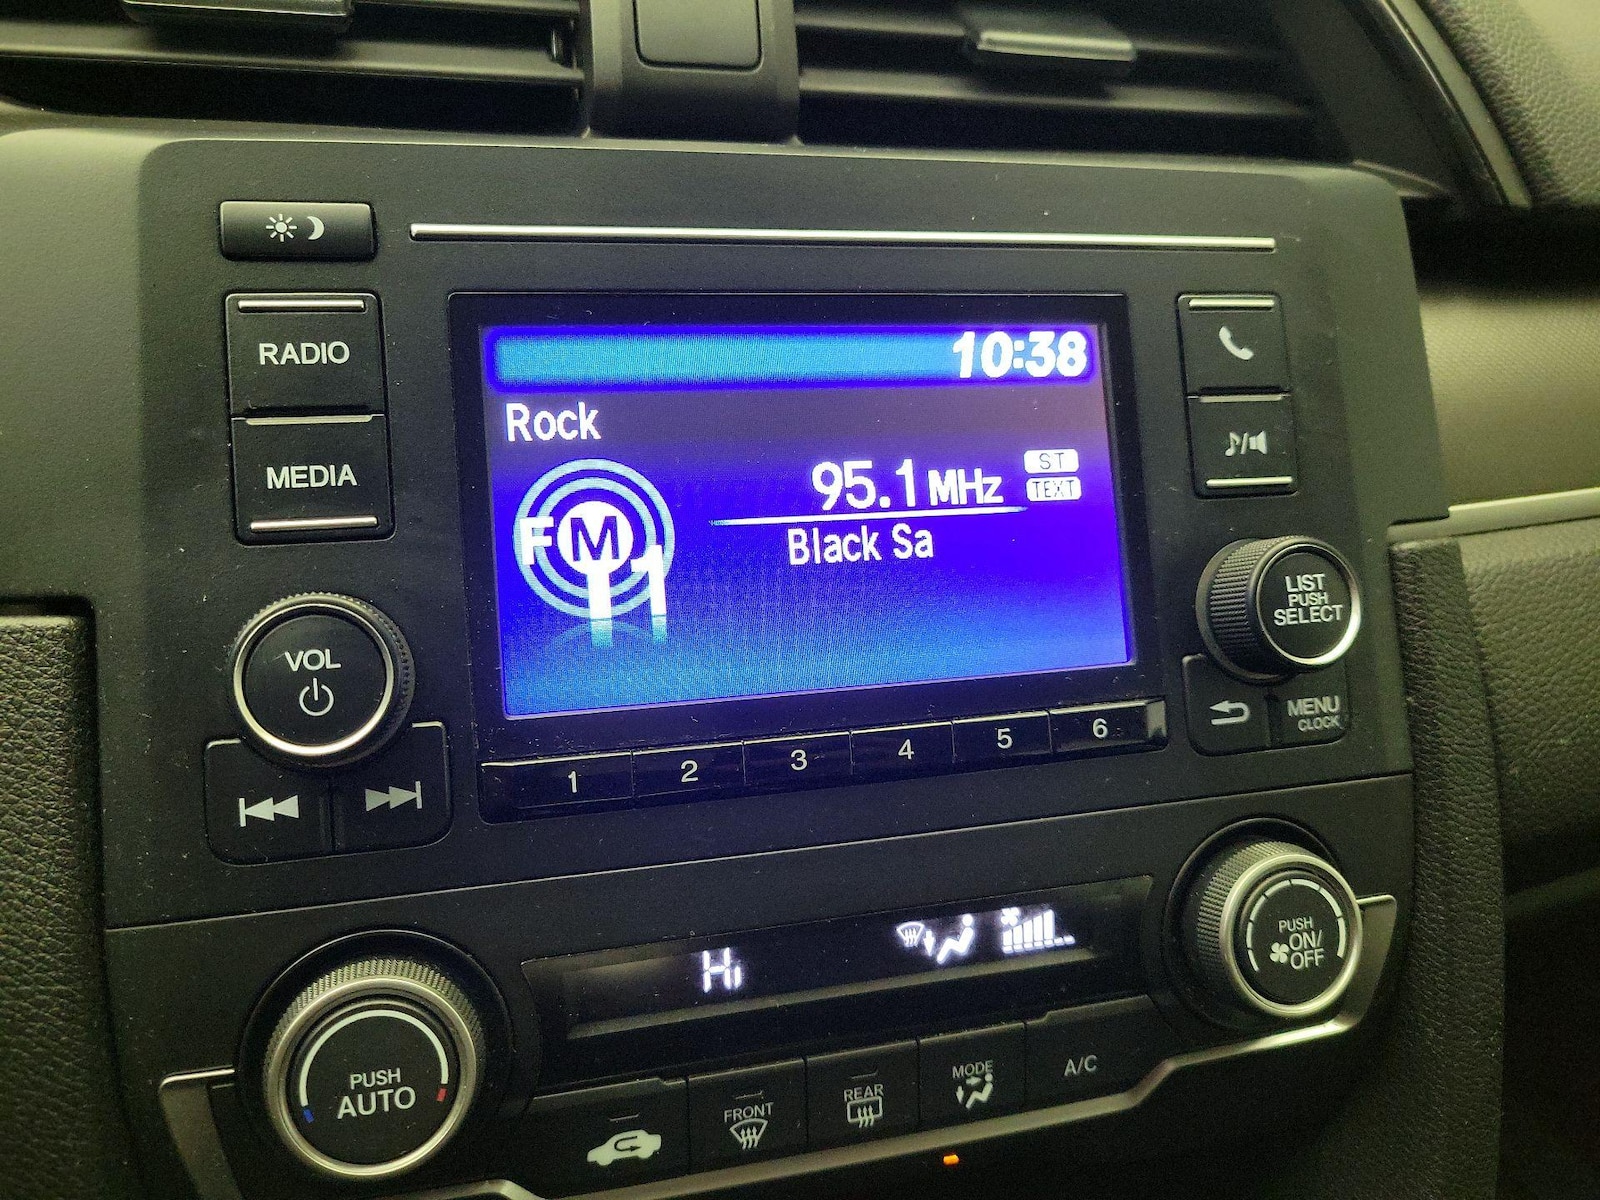 RADIO
MEDIA
10:38
Rock
95.1 MHz
ST
TEXT
FM
1
Black Sa
VOL
LIST
PUSH
SELECT
MENU
CLOCK
1 2 3 4 5 6
Hi
PUSH
ON/
OFF
PUSH
AUTO
FRONT
REAR
MODE
A/C